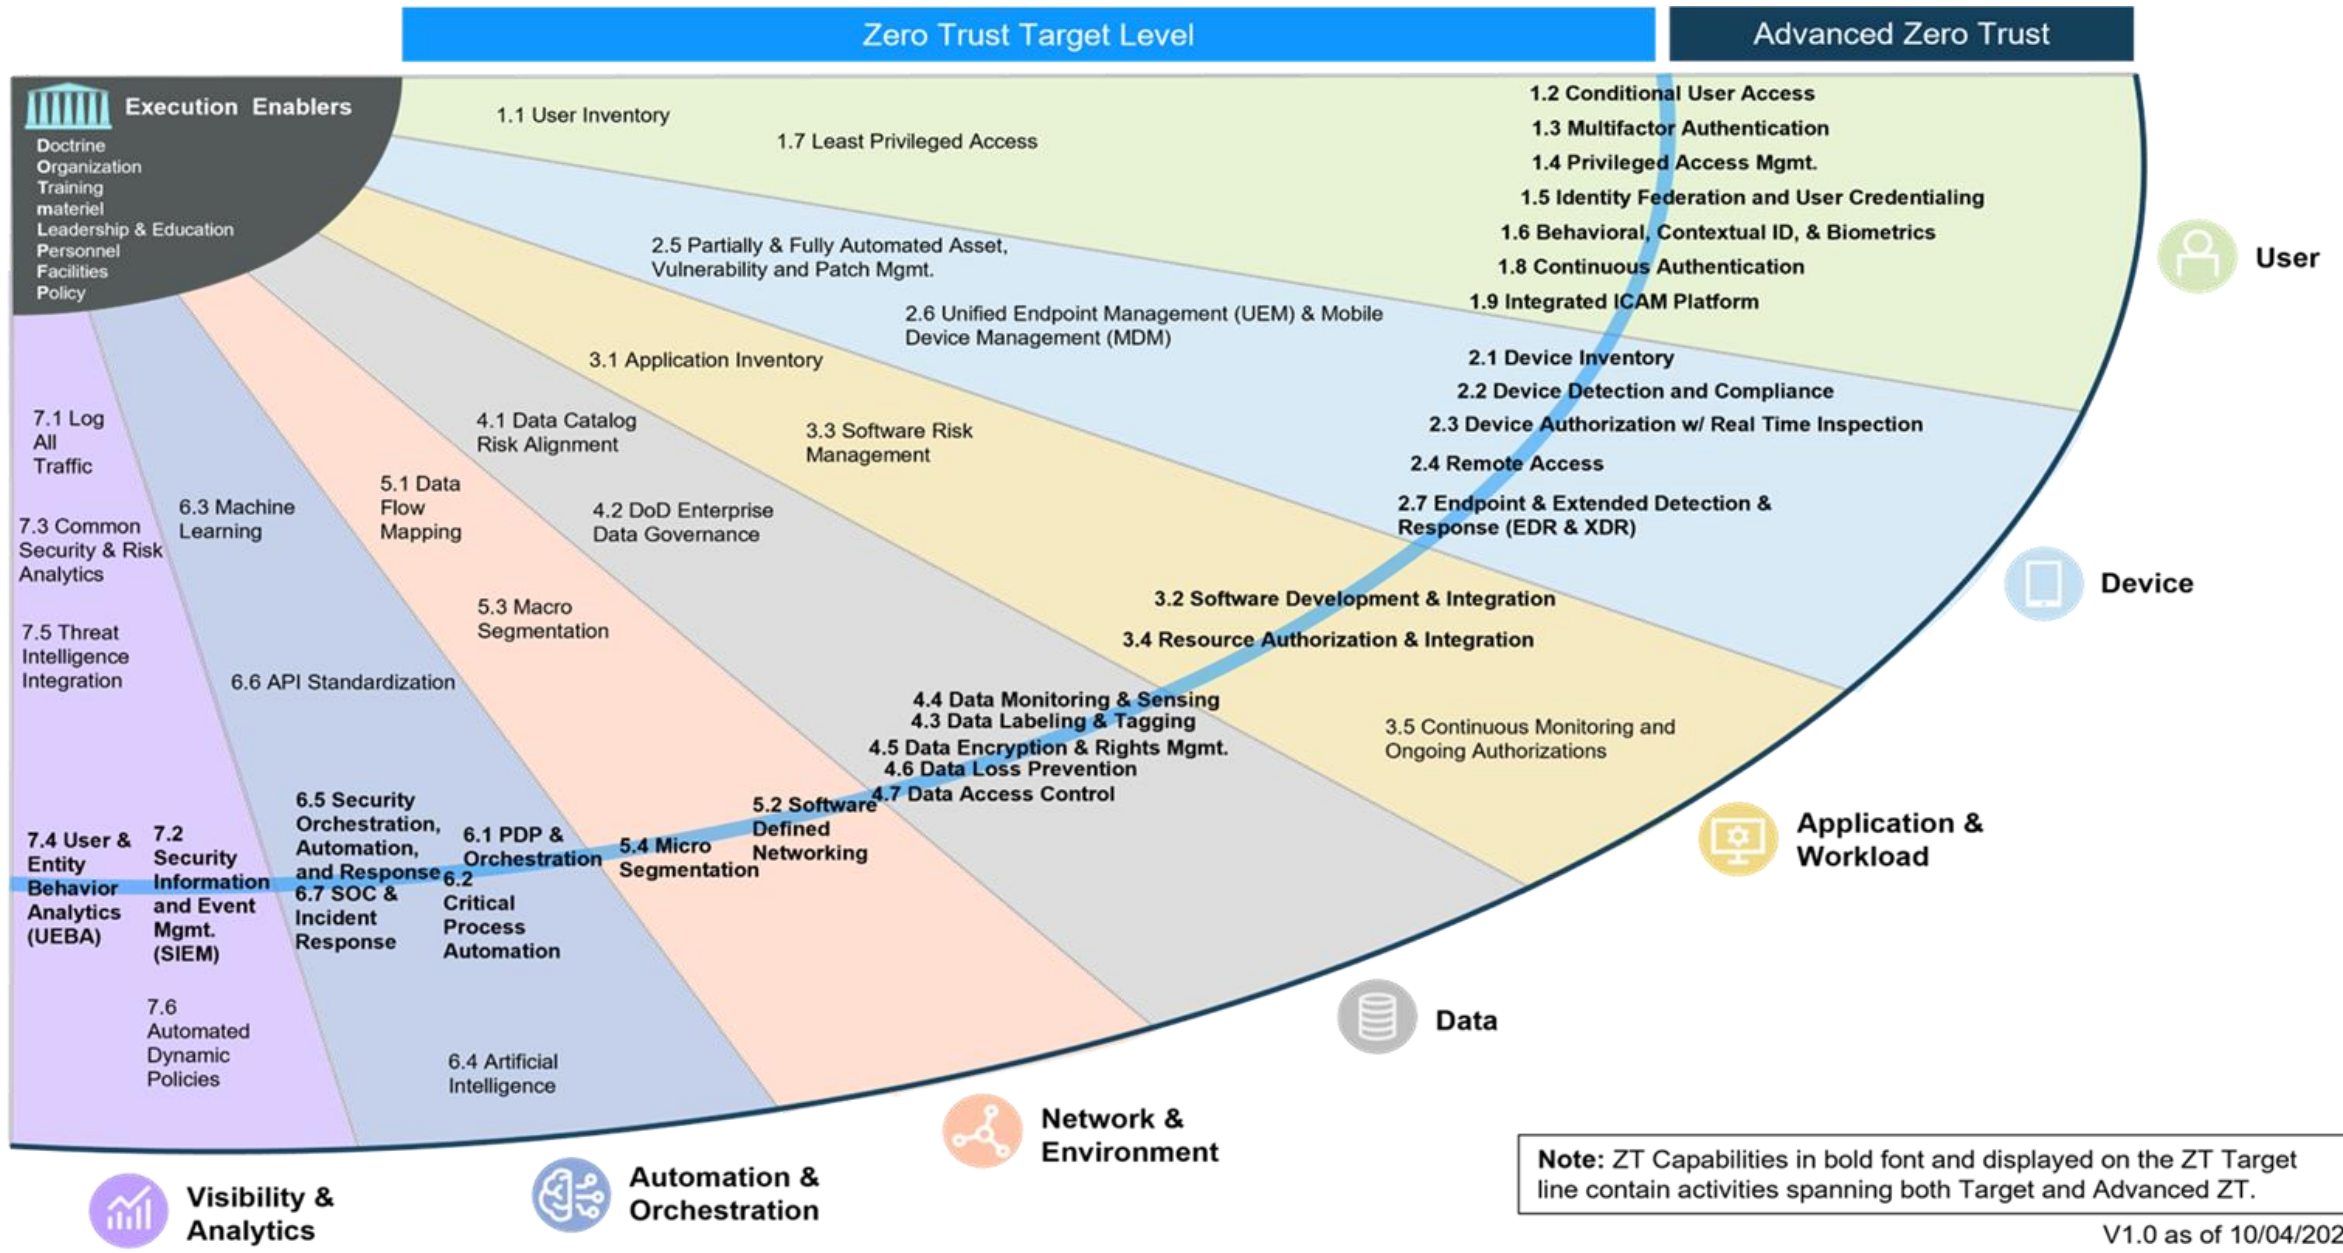 Zero Trust Target Level
Advanced Zero Trust
Execution Enablers
Doctrine
Organization
Training
materiel
Leadership & Education
Personnel
Facilities
Policy
1.1 User Inventory
1.7 Least Privileged Access
1.2 Conditional User Access
1.3 Multifactor Authentication
1.4 Privileged Access Mgmt.
1.5 Identity Federation and User Credentialing
1.6 Behavioral, Contextual ID, & Biometrics
1.8 Continuous Authentication
1.9 Integrated ICAM Platform
User
2.5 Partially & Fully Automated Asset,
Vulnerability and Patch Mgmt.
2.6 Unified Endpoint Management (UEM) & Mobile
Device Management (MDM)
2.1 Device Inventory
2.2 Device Detection and Compliance
2.3 Device Authorization w/ Real Time Inspection
2.4 Remote Access
2.7 Endpoint & Extended Detection &
Response (EDR & XDR)
Device
3.1 Application Inventory
3.3 Software Risk
Management
3.2 Software Development & Integration
3.4 Resource Authorization & Integration
3.5 Continuous Monitoring and
Ongoing Authorizations
Application &
Workload
4.1 Data Catalog
Risk Alignment
4.2 DoD Enterprise
Data Governance
4.4 Data Monitoring & Sensing
4.3 Data Labeling & Tagging
4.5 Data Encryption & Rights Mgmt.
4.6 Data Loss Prevention
4.7 Data Access Control
Data
5.1 Data
Flow
Mapping
5.3 Macro
Segmentation
5.2 Software
Defined
Networking
5.4 Micro
Segmentation
Network &
Environment
6.3 Machine
Learning
6.6 API Standardization
6.5 Security
Orchestration,
Automation,
and Response
6.7 SOC &
Incident
Response
6.1 PDP &
Orchestration
6.2
Critical
Process
Automation
6.4 Artificial
Intelligence
Automation &
Orchestration
7.1 Log
All
Traffic
7.3 Common
Security & Risk
Analytics
7.5 Threat
Intelligence
Integration
7.4 User &
Entity
Behavior
Analytics
(UEBA)
7.2
Security
Information
and Event
Mgmt.
(SIEM)
7.6
Automated
Dynamic
Policies
Visibility &
Analytics
Note: ZT Capabilities in bold font and displayed on the ZT Target
line contain activities spanning both Target and Advanced ZT.
V1.0 as of 10/04/202